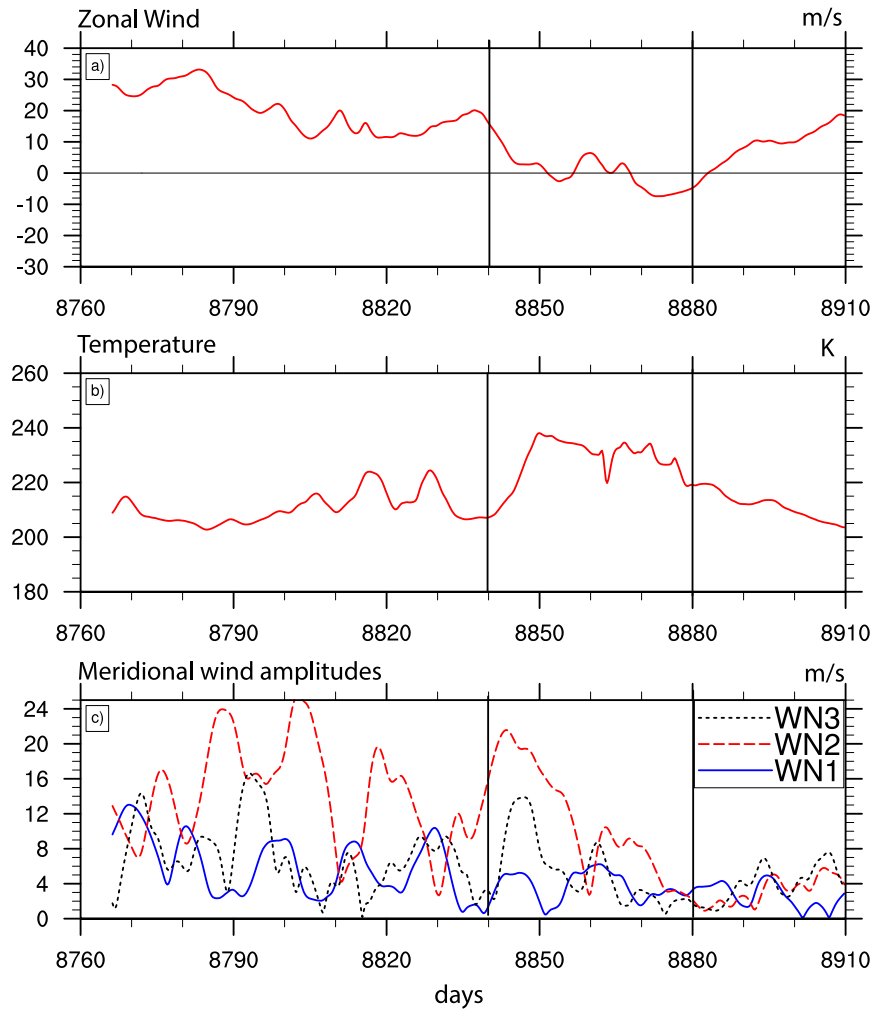 Zonal Wind m/s
a)
40
30
20
10
0
-10
-20
-30
8760 8790 8820 8850 8880 8910
Temperature K
b)
260
240
220
200
180
8760 8790 8820 8850 8880 8910
Meridional wind amplitudes m/s
c)
24
20
16
12
8
4
0
WN3
WN2
WN1
8760 8790 8820 8850 8880 8910
days